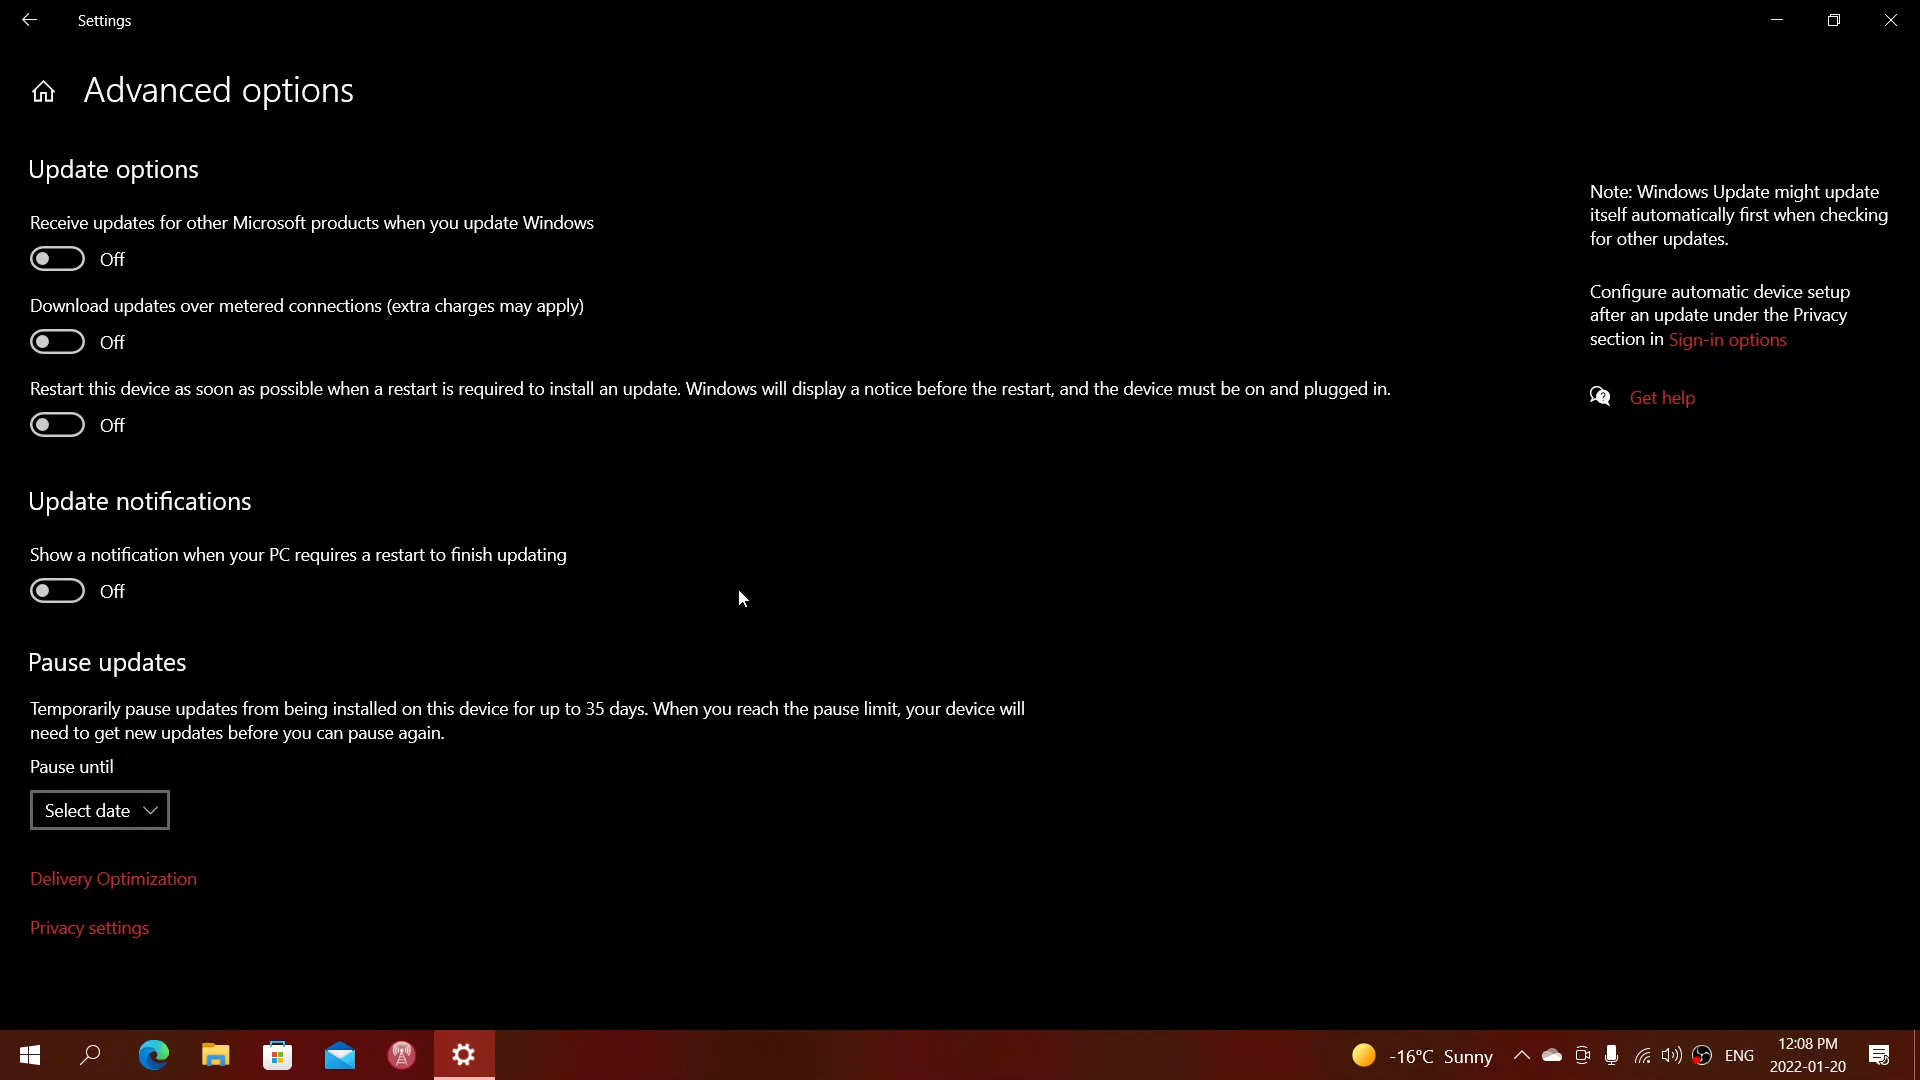 Settings
Advanced options
Update options
Receive updates for other Microsoft products when you update Windows
Off
Download updates over metered connections (extra charges may apply)
Off
Restart this device as soon as possible when a restart is required to install an update. Windows will display a notice before the restart, and the device must be on and plugged in.
Off
Update notifications
Show a notification when your PC requires a restart to finish updating
Off
Pause updates
Temporarily pause updates from being installed on this device for up to 35 days. When you reach the pause limit, your device will
need to get new updates before you can pause again.
Pause until
Select date
Delivery Optimization
Privacy settings
Note: Windows Update might update
itself automatically first when checking
for other updates.
Configure automatic device setup
after an update under the Privacy
section in Sign-in options
Get help
-16°C Sunny
ENG
12:08 PM
2022-01-20